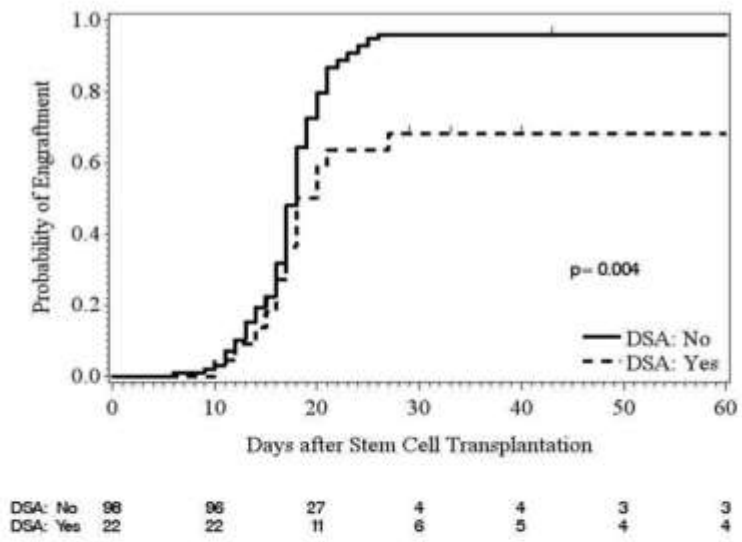 Probability of Engraftment
1.0
0.8
0.6
0.4
0.2
0.0
p= 0.004
DSA: No
DSA: Yes
0 10 20 30 40 50 60
Days after Stem Cell Transplantation
DSA: No 98 96 27 4 4 3 3
DSA: Yes 22 22 11 6 5 4 4